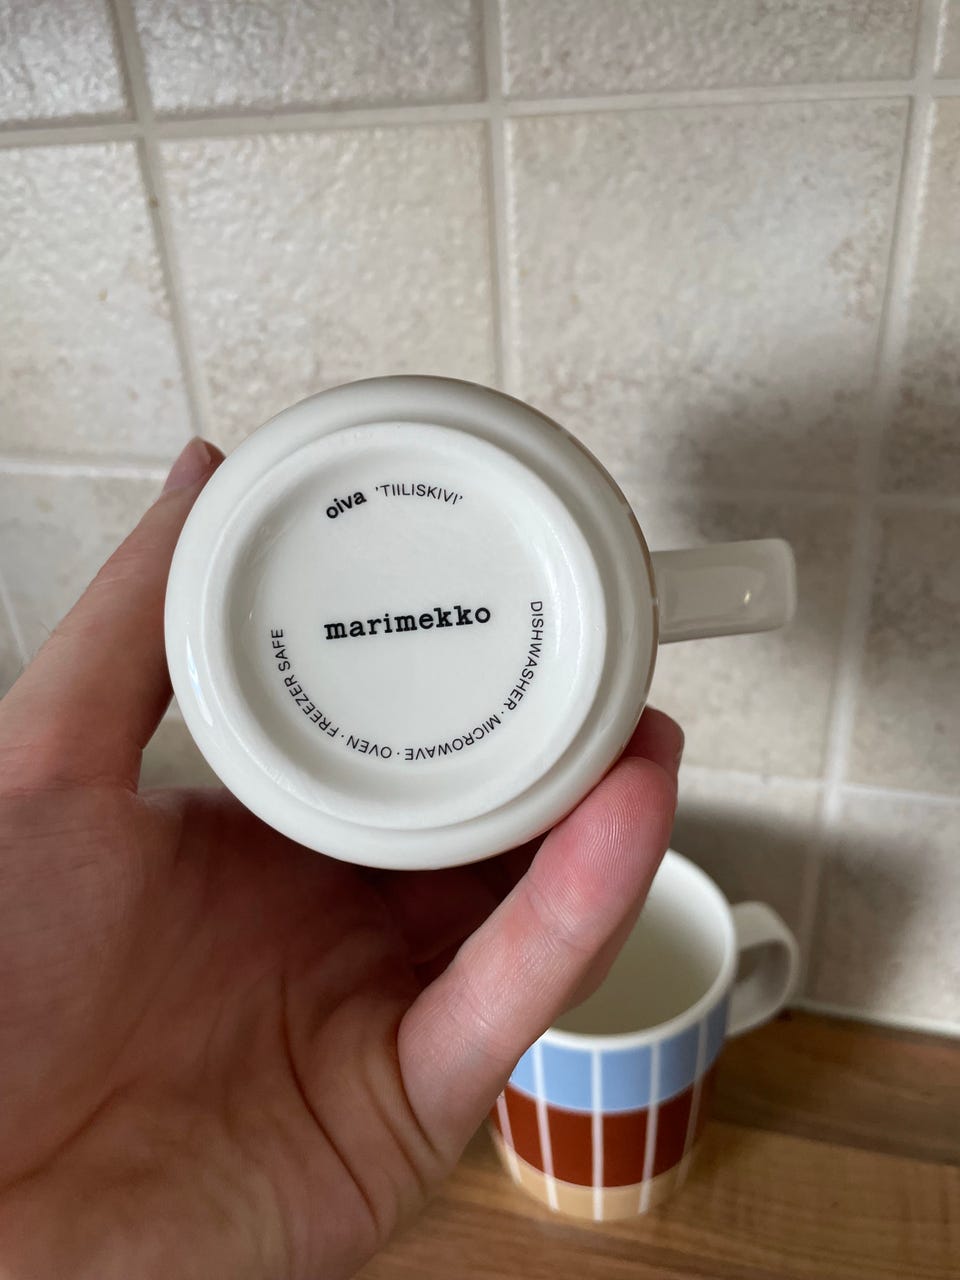 oiva 'TIILISKIVI'
marimekko
DISHWASHER · MICROWAVE · OVEN · FREEZER SAFE